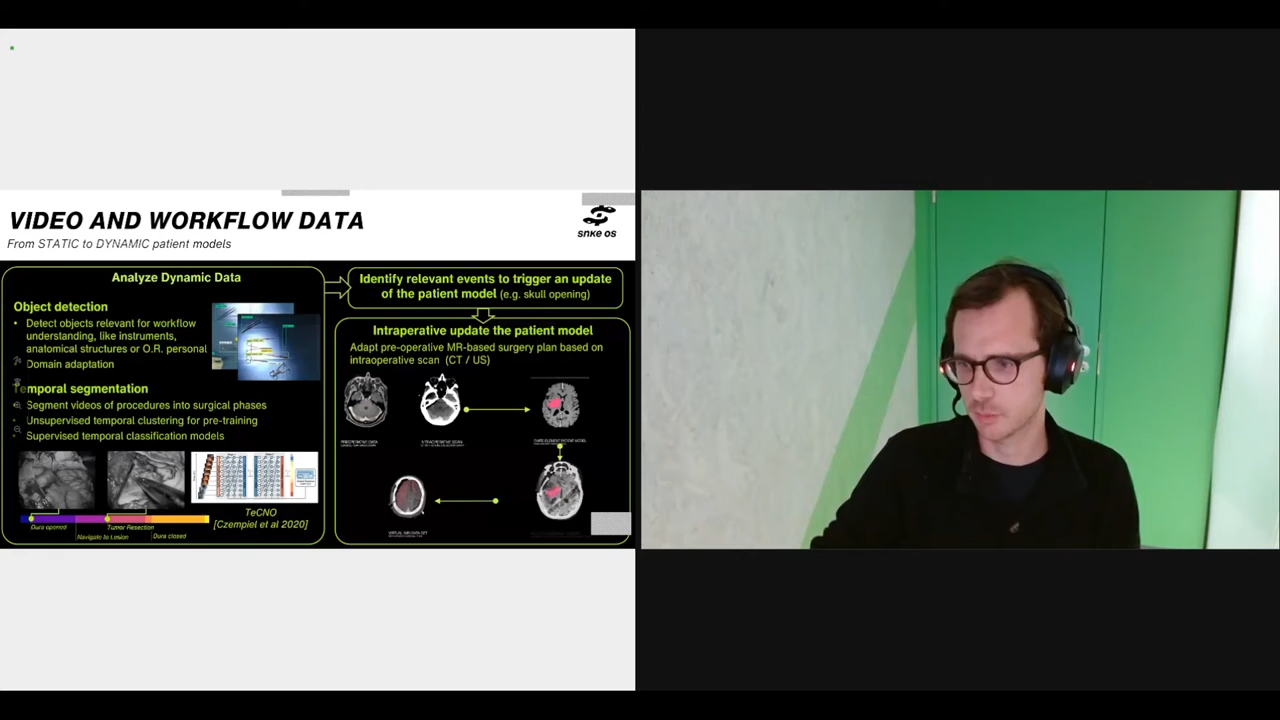 VIDEO AND WORKFLOW DATA
From STATIC to DYNAMIC patient models
snke os
Analyze Dynamic Data
Object detection
• Detect objects relevant for workflow
understanding, like instruments,
anatomical structures or O.R. personal
Domain adaptation
Temporal segmentation
Segment videos of procedures into surgical phases
Unsupervised temporal clustering for pre-training
Supervised temporal classification models
Dura opened
Navigate to Lesion
Tumor Resection
Dura closed
TeCNO
[Czempiel et al 2020]
Identify relevant events to trigger an update
of the patient model (e.g. skull opening)
Intraperative update the patient model
Adapt pre-operative MR-based surgery plan based on
intraoperative scan (CT / US)
PREOPERATIVE DATA
INTRAOPERATIVE SCAN